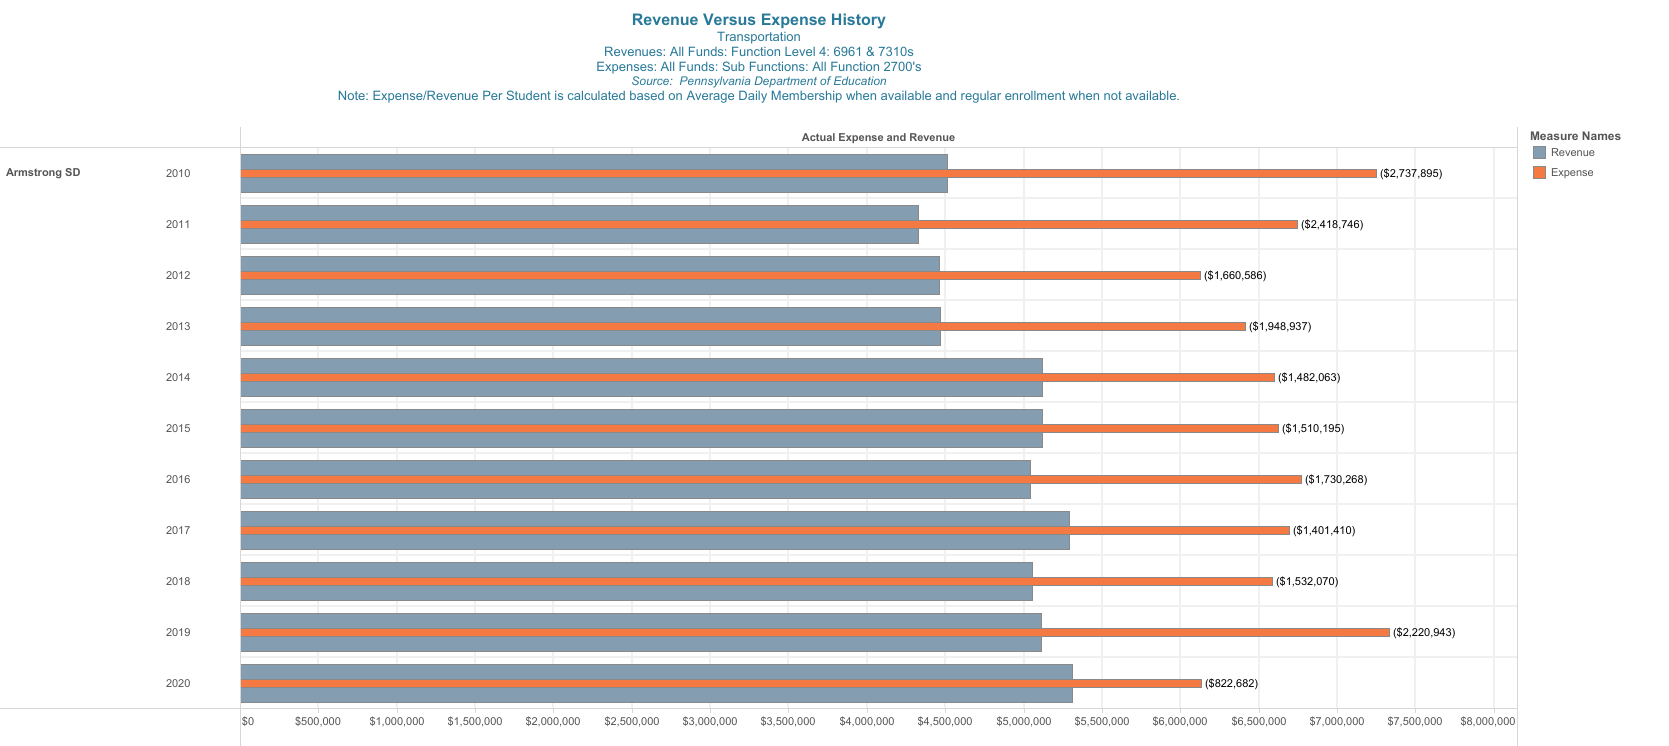 Revenue Versus Expense History
Transportation
Revenues: All Funds: Function Level 4: 6961 & 7310s
Expenses: All Funds: Sub Functions: All Function 2700's
Source:  Pennsylvania Department of Education
Note: Expense/Revenue Per Student is calculated based on Average Daily Membership when available and regular enrollment when not available.
Actual Expense and Revenue
Measure Names
Revenue
Expense
Armstrong SD 2010 ($2,737,895)
2011 ($2,418,746)
2012 ($1,660,586)
2013 ($1,948,937)
2014 ($1,482,063)
2015 ($1,510,195)
2016 ($1,730,268)
2017 ($1,401,410)
2018 ($1,532,070)
2019 ($2,220,943)
2020 ($822,682)
$0 $500,000 $1,000,000 $1,500,000 $2,000,000 $2,500,000 $3,000,000 $3,500,000 $4,000,000 $4,500,000 $5,000,000 $5,500,000 $6,000,000 $6,500,000 $7,000,000 $7,500,000 $8,000,000